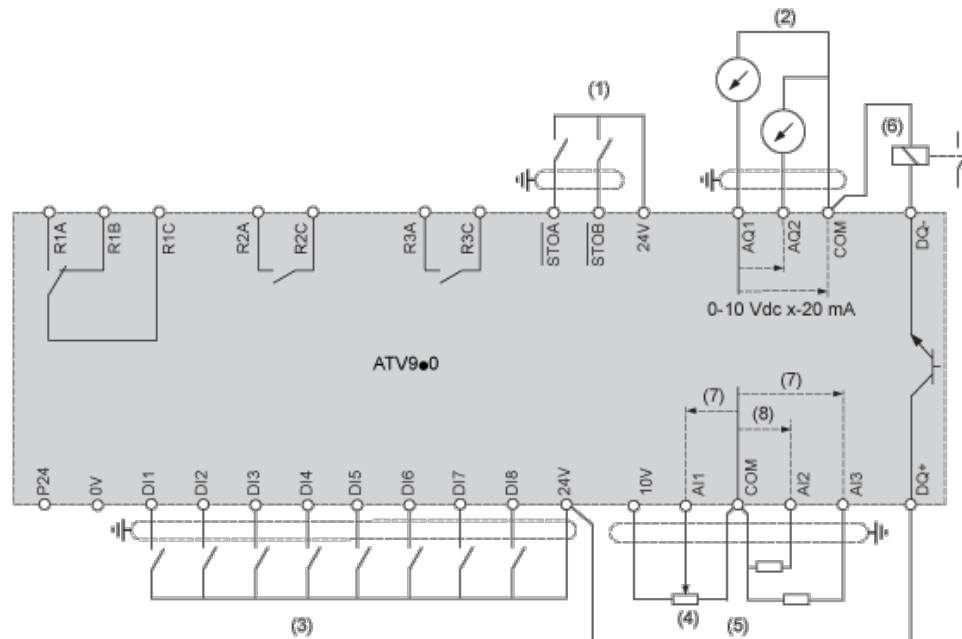 (2)
(1)
(6)
R1A
R1B
R1C
R2A
R2C
R3A
R3C
STOA
STOB
24V
AQ1
AQ2
COM
DQ-
0-10 Vdc x-20 mA
ATV9●0
(7)
(7)
(8)
P24
0V
DI1
DI2
DI3
DI4
DI5
DI6
DI7
DI8
24V
10V
AI1
COM
AI2
AI3
DQ+
(3)
(4)
(5)